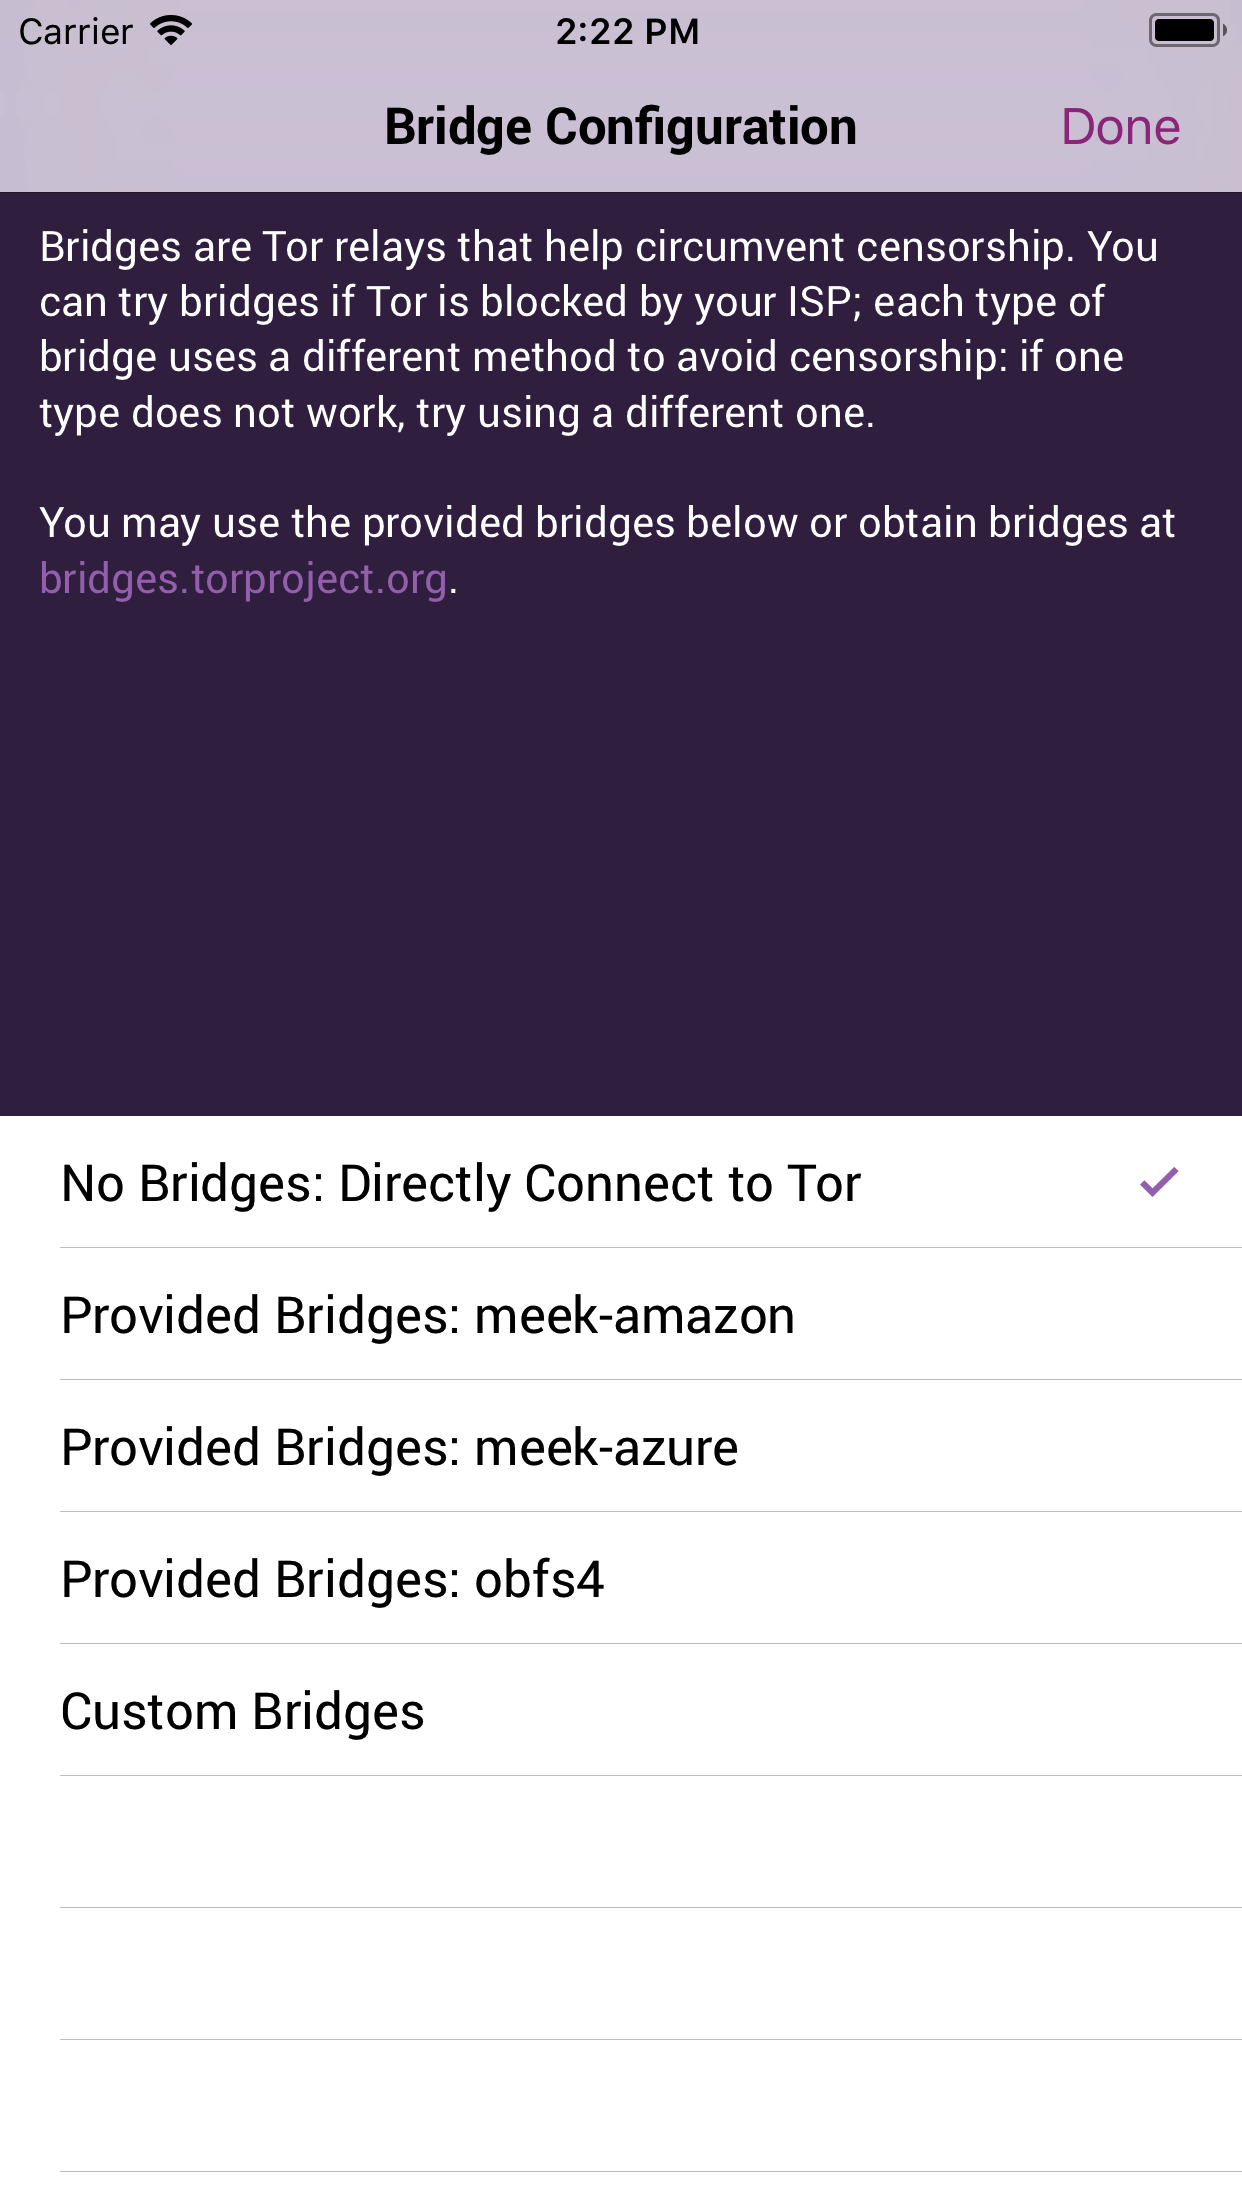 Carrier 2:22 PM
Bridge Configuration Done
Bridges are Tor relays that help circumvent censorship. You
can try bridges if Tor is blocked by your ISP; each type of
bridge uses a different method to avoid censorship: if one
type does not work, try using a different one.
You may use the provided bridges below or obtain bridges at
bridges.torproject.org.
No Bridges: Directly Connect to Tor
Provided Bridges: meek-amazon
Provided Bridges: meek-azure
Provided Bridges: obfs4
Custom Bridges